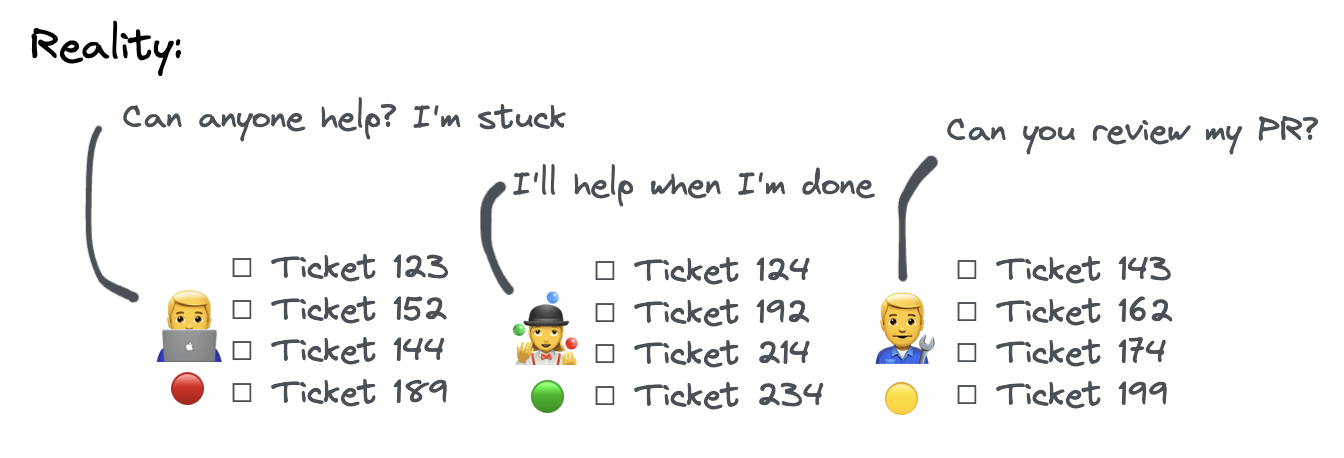 Reality:
Can anyone help? I'm stuck
Can you review my PR?
I'll help when I'm done
Ticket 123
Ticket 152
Ticket 144
Ticket 189
Ticket 124
Ticket 192
Ticket 214
Ticket 234
Ticket 143
Ticket 162
Ticket 174
Ticket 199